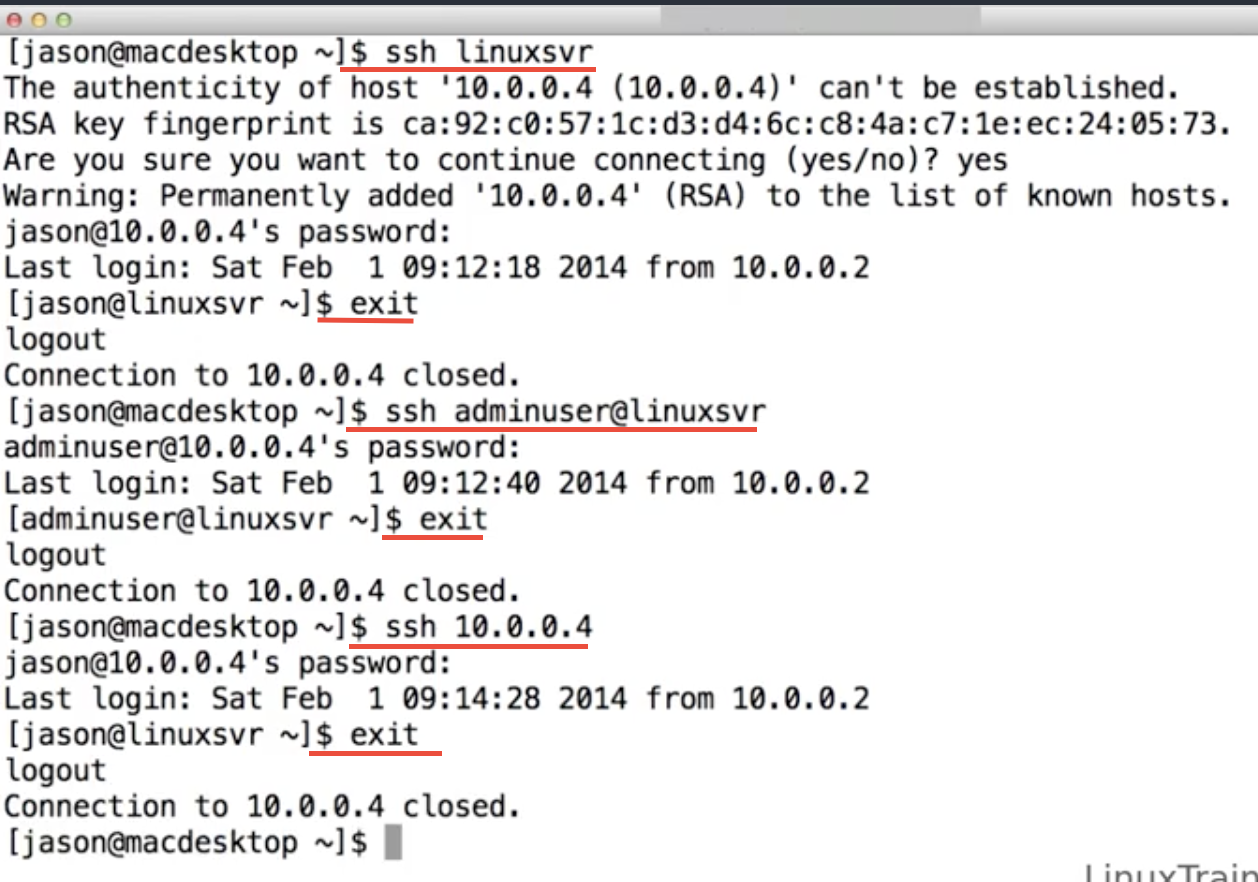 [jason@macdesktop ~]$ ssh linuxsvr
The authenticity of host '10.0.0.4 (10.0.0.4)' can't be established.
RSA key fingerprint is ca:92:c0:57:1c:d3:d4:6c:c8:4a:c7:1e:ec:24:05:73.
Are you sure you want to continue connecting (yes/no)? yes
Warning: Permanently added '10.0.0.4' (RSA) to the list of known hosts.
jason@10.0.0.4's password:
Last login: Sat Feb  1 09:12:18 2014 from 10.0.0.2
[jason@linuxsvr ~]$ exit
logout
Connection to 10.0.0.4 closed.
[jason@macdesktop ~]$ ssh adminuser@linuxsvr
adminuser@10.0.0.4's password:
Last login: Sat Feb  1 09:12:40 2014 from 10.0.0.2
[adminuser@linuxsvr ~]$ exit
logout
Connection to 10.0.0.4 closed.
[jason@macdesktop ~]$ ssh 10.0.0.4
jason@10.0.0.4's password:
Last login: Sat Feb  1 09:14:28 2014 from 10.0.0.2
[jason@linuxsvr ~]$ exit
logout
Connection to 10.0.0.4 closed.
[jason@macdesktop ~]$